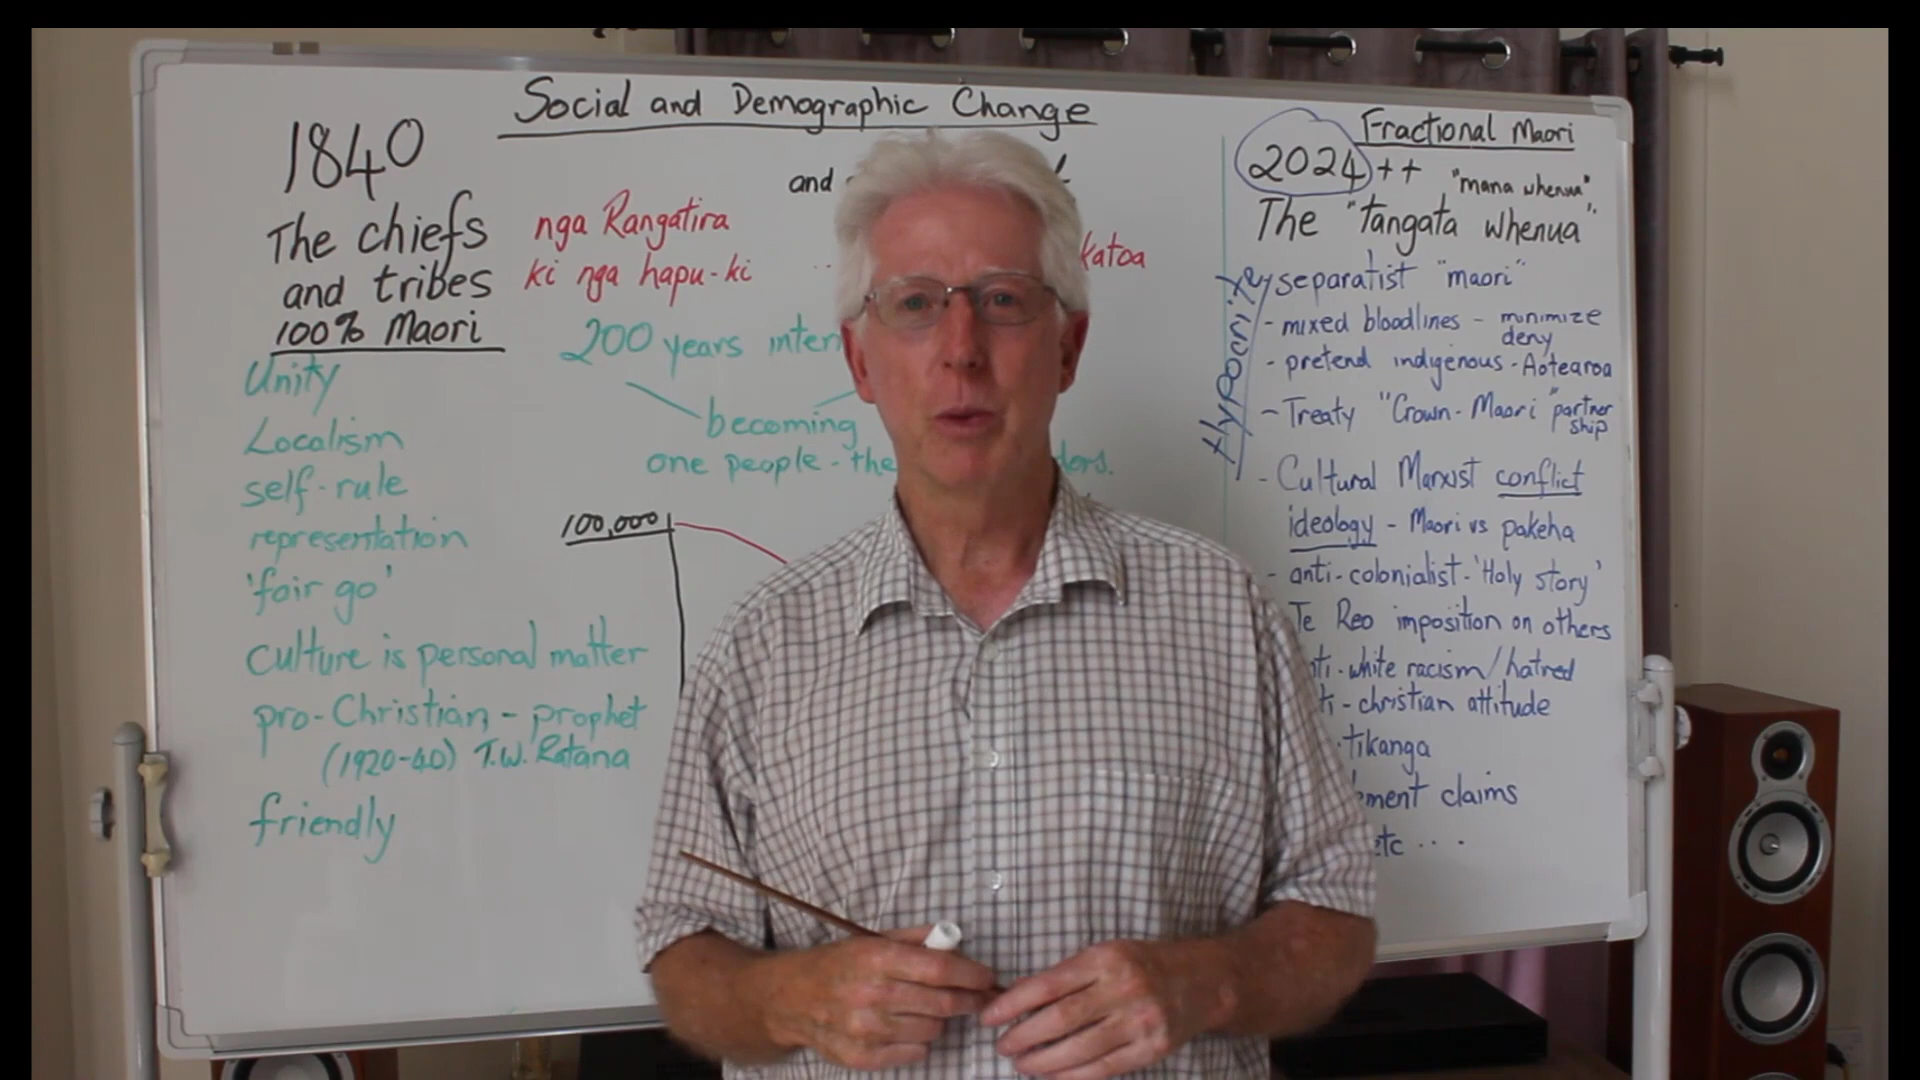 Social and Demographic Change
and
1840
The chiefs
and tribes
100% Maori
nga Rangatira
ki nga hapu-ki .. katoa
200 years
becoming
one people - the
100,000
Unity
Localism
self-rule
representation
'fair go'
culture is personal matter
pro-Christian - prophet
(1920-40) T.W. Ratana
friendly
Fractional Maori
2024++ "mana whenua"
The "tangata whenua".
Hypocrisy
separatist "maori"
- mixed bloodlines - minimize
deny
- pretend indigenous - Aotearoa
- Treaty "Crown-Maori" partner
ship
- Cultural Marxist conflict
ideology - Maori vs pakeha
- anti-colonialist - 'Holy story'
Te Reo imposition on others
white racism/hatred
christian attitude
tikanga
claims
etc ...